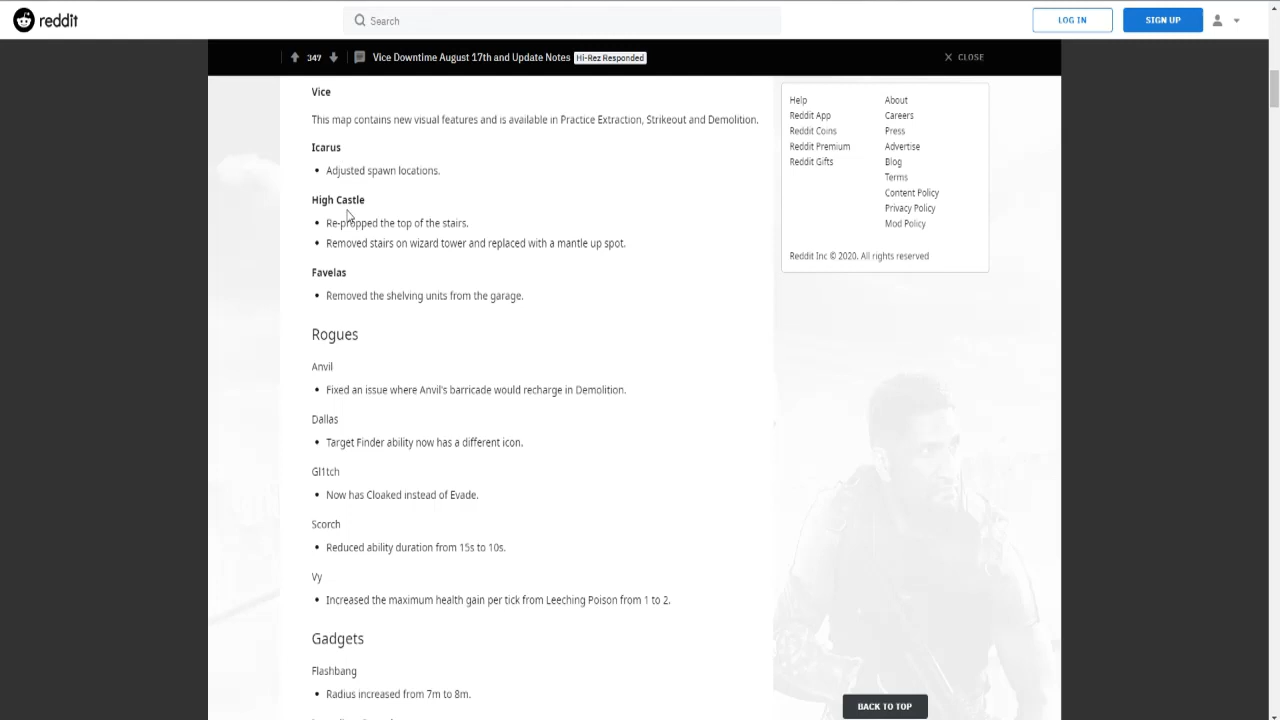 reddit
Search
LOG IN
SIGN UP
347
Vice Downtime August 17th and Update Notes Hi-Rez Responded
CLOSE
Vice
This map contains new visual features and is available in Practice Extraction, Strikeout and Demolition.
Icarus
• Adjusted spawn locations.
High Castle
• Re-propped the top of the stairs.
• Removed stairs on wizard tower and replaced with a mantle up spot.
Favelas
• Removed the shelving units from the garage.
Rogues
Anvil
• Fixed an issue where Anvil's barricade would recharge in Demolition.
Dallas
• Target Finder ability now has a different icon.
Gl1tch
• Now has Cloaked instead of Evade.
Scorch
• Reduced ability duration from 15s to 10s.
Vy
• Increased the maximum health gain per tick from Leeching Poison from 1 to 2.
Gadgets
Flashbang
• Radius increased from 7m to 8m.
Help
Reddit App
Reddit Coins
Reddit Premium
Reddit Gifts
About
Careers
Press
Advertise
Blog
Terms
Content Policy
Privacy Policy
Mod Policy
Reddit Inc © 2020. All rights reserved
BACK TO TOP